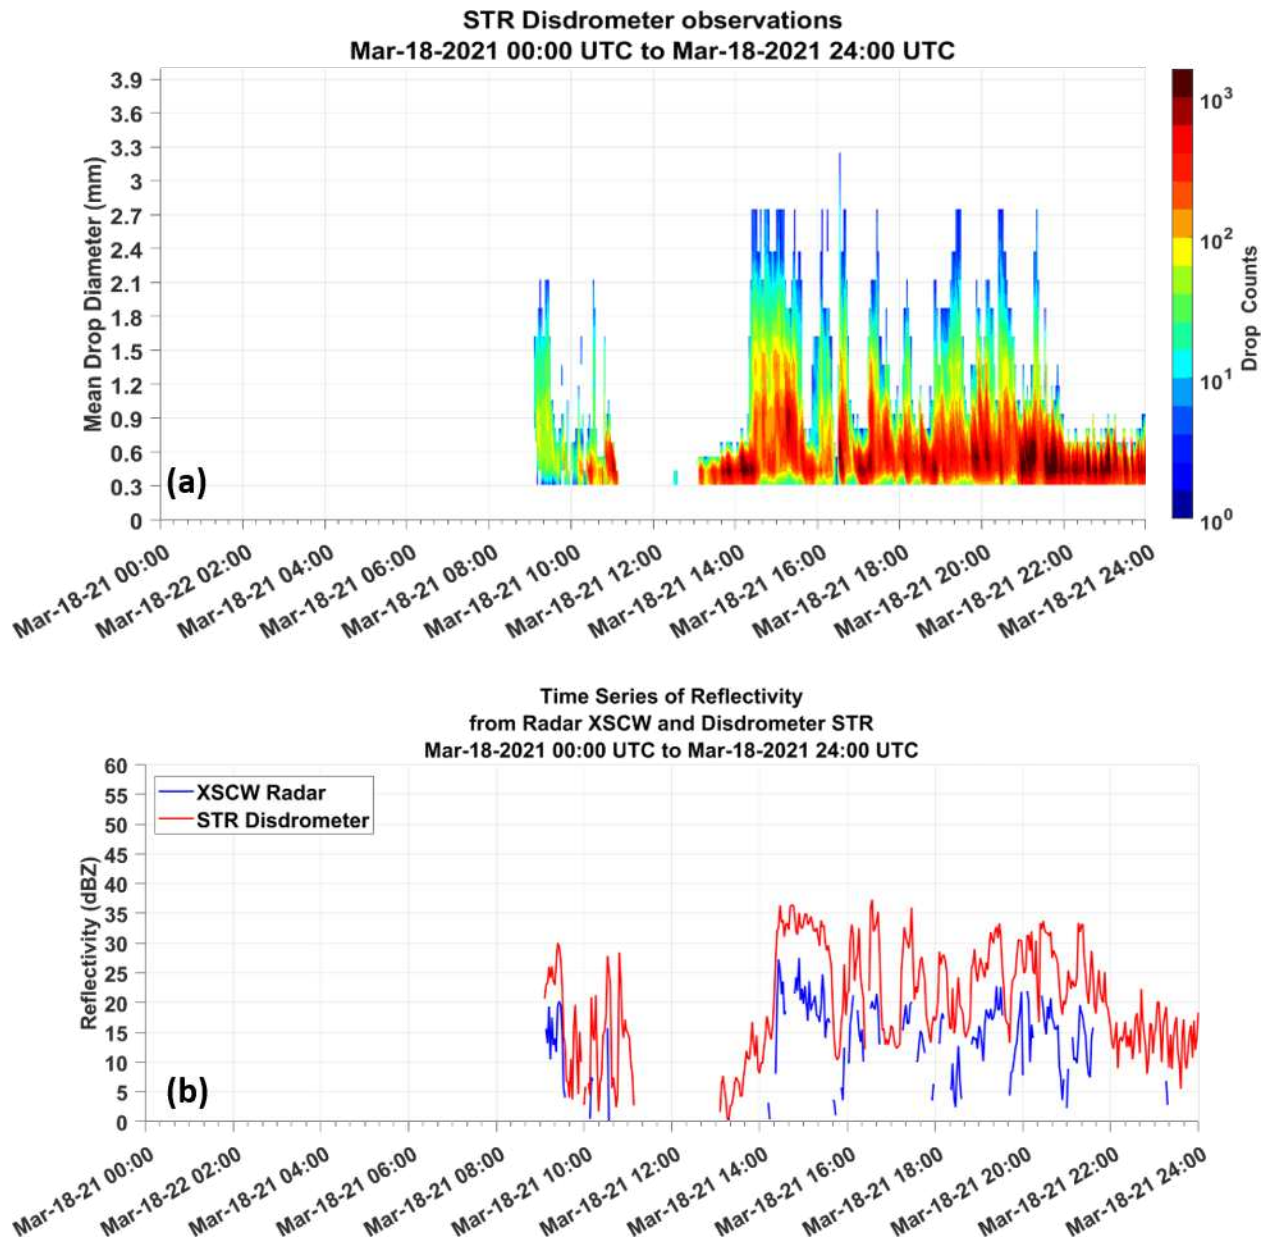 STR Disdrometer observations
Mar-18-2021 00:00 UTC to Mar-18-2021 24:00 UTC
3.9
3.6
3.3
3
2.7
2.4
2.1
1.8
1.5
1.2
0.9
0.6
0.3
0
Mean Drop Diameter (mm)
(a)
10^3
10^2
10^1
10^0
Drop Counts
Mar-18-21 00:00
Mar-18-22 02:00
Mar-18-21 04:00
Mar-18-21 06:00
Mar-18-21 08:00
Mar-18-21 10:00
Mar-18-21 12:00
Mar-18-21 14:00
Mar-18-21 16:00
Mar-18-21 18:00
Mar-18-21 20:00
Mar-18-21 22:00
Mar-18-21 24:00
Time Series of Reflectivity
from Radar XSCW and Disdrometer STR
Mar-18-2021 00:00 UTC to Mar-18-2021 24:00 UTC
60
55
50
45
40
35
30
25
20
15
10
5
0
Reflectivity (dBZ)
XSCW Radar
STR Disdrometer
(b)
Mar-18-21 00:00
Mar-18-22 02:00
Mar-18-21 04:00
Mar-18-21 06:00
Mar-18-21 08:00
Mar-18-21 10:00
Mar-18-21 12:00
Mar-18-21 14:00
Mar-18-21 16:00
Mar-18-21 18:00
Mar-18-21 20:00
Mar-18-21 22:00
Mar-18-21 24:00